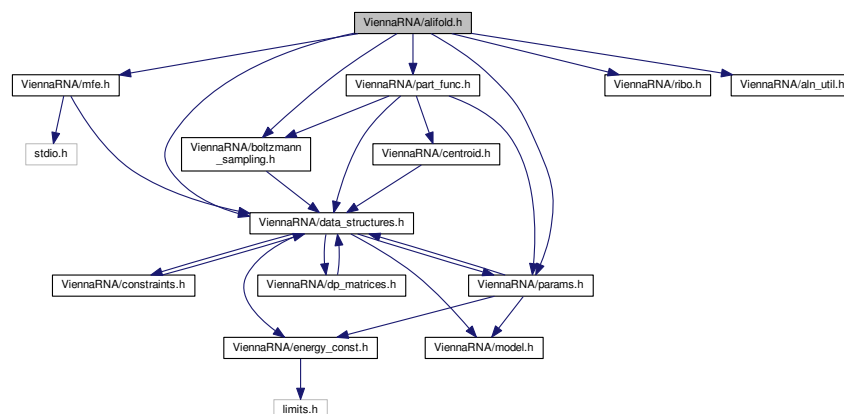 ViennaRNA/alifold.h
ViennaRNA/mfe.h
ViennaRNA/part_func.h
ViennaRNA/ribo.h
ViennaRNA/aln_util.h
stdio.h
ViennaRNA/boltzmann
_sampling.h
ViennaRNA/centroid.h
ViennaRNA/data_structures.h
ViennaRNA/constraints.h
ViennaRNA/dp_matrices.h
ViennaRNA/params.h
ViennaRNA/energy_const.h
ViennaRNA/model.h
limits.h